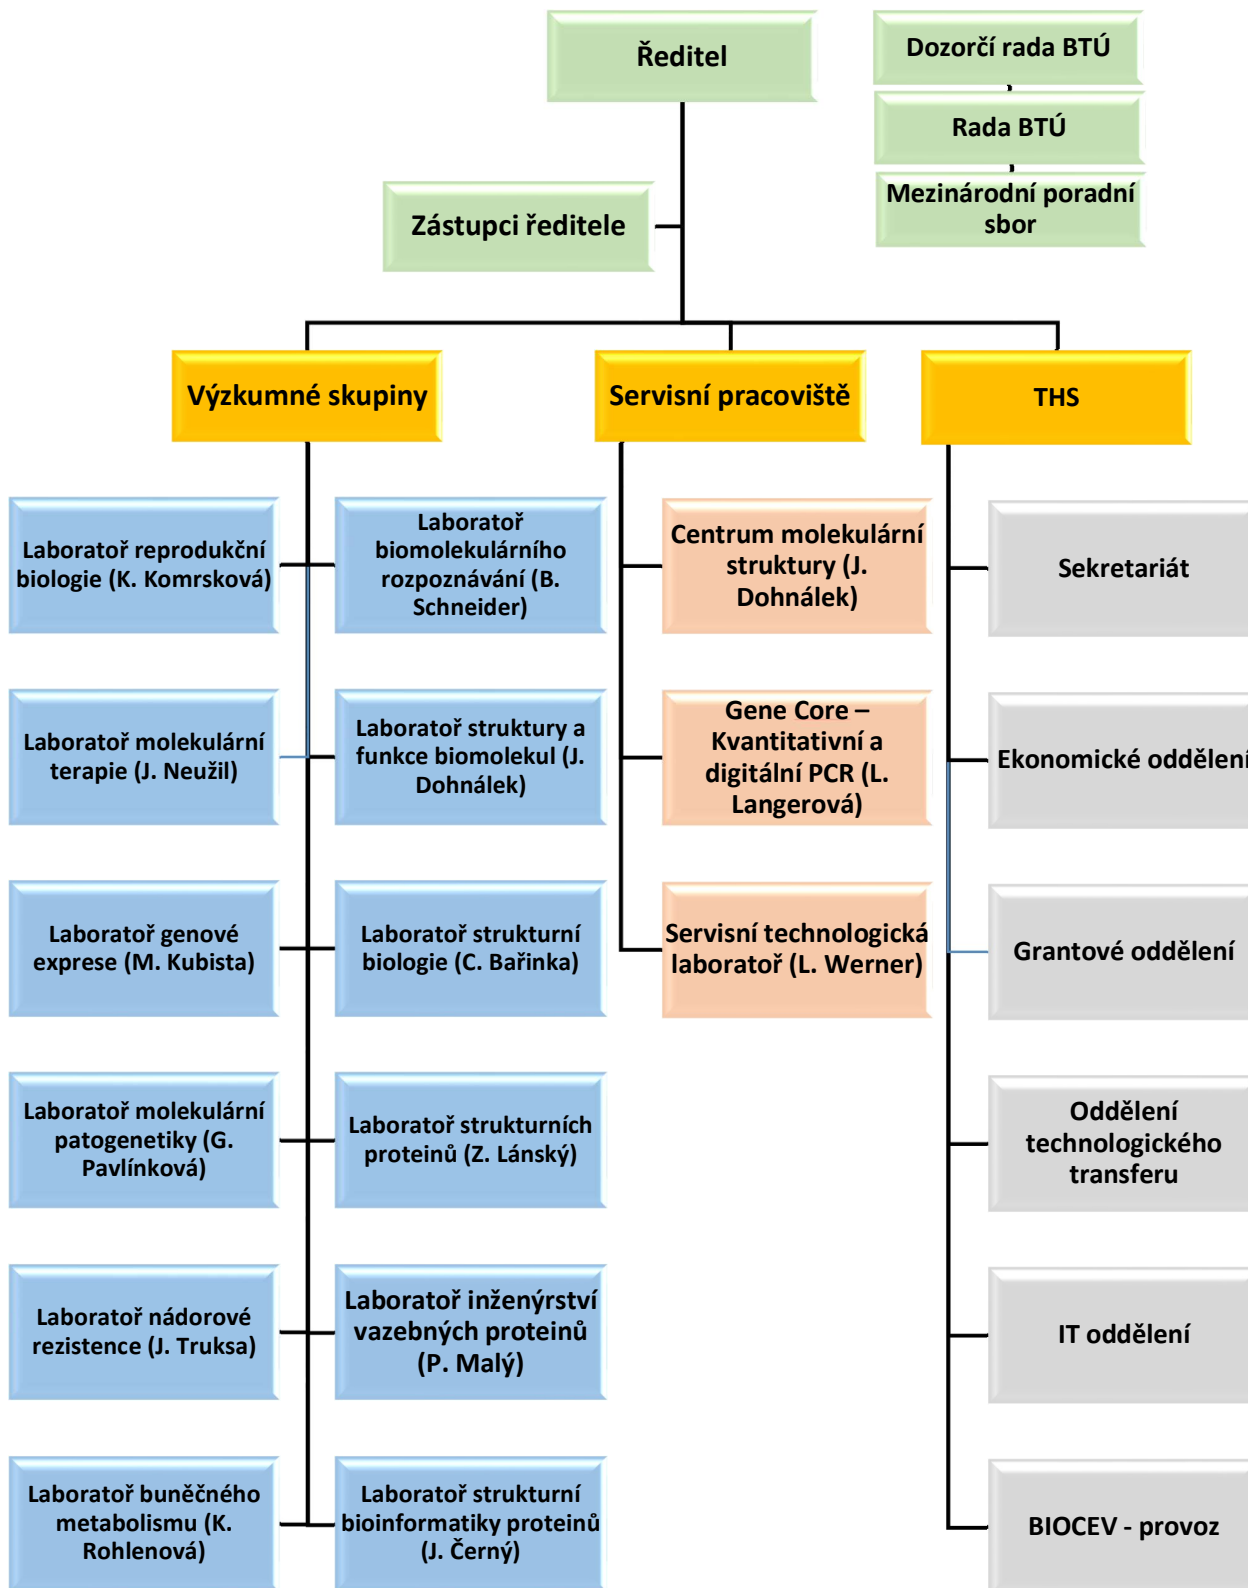 Ředitel
Dozorčí rada BTÚ
Rada BTÚ
Mezinárodní poradní
sbor
Zástupci ředitele
Výzkumné skupiny
Servisní pracoviště
THS
Laboratoř reprodukční
biologie (K. Komrsková)
Laboratoř
biomolekulárního
rozpoznávání (B.
Schneider)
Centrum molekulární
struktury (J.
Dohnálek)
Sekretariát
Laboratoř molekulární
terapie (J. Neužil)
Laboratoř struktury a
funkce biomolekul (J.
Dohnálek)
Gene Core –
Kvantitativní a
digitální PCR (L.
Langerová)
Ekonomické oddělení
Laboratoř genové
exprese (M. Kubista)
Laboratoř strukturní
biologie (C. Bařinka)
Servisní technologická
laboratoř (L. Werner)
Grantové oddělení
Laboratoř molekulární
patogenetiky (G.
Pavlínková)
Laboratoř strukturních
proteinů (Z. Lánský)
Oddělení
technologického
transferu
Laboratoř nádorové
rezistence (J. Truksa)
Laboratoř inženýrství
vazebných proteinů
(P. Malý)
IT oddělení
Laboratoř buněčného
metabolismu (K.
Rohlenová)
Laboratoř strukturní
bioinformatiky proteinů
(J. Černý)
BIOCEV - provoz